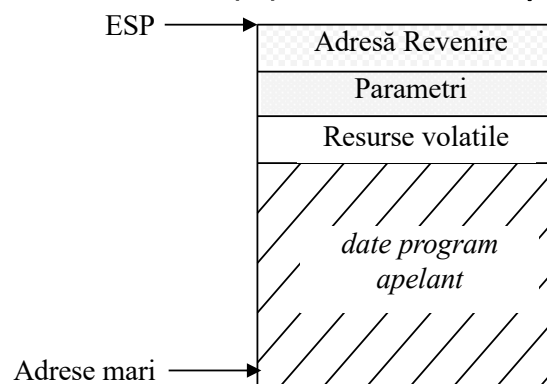 ESP
Adresă Revenire
Parametri
Resurse volatile
date program
apelant
Adrese mari